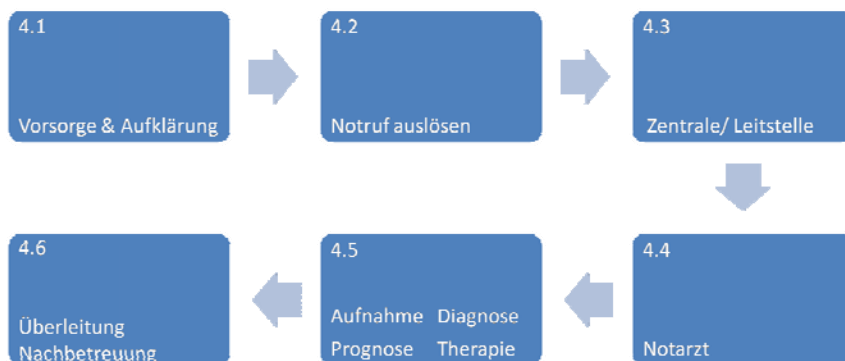 4.1
Vorsorge & Aufklärung
4.2
Notruf auslösen
4.3
Zentrale/ Leitstelle
4.4
Notarzt
4.5
Aufnahme Diagnose
Prognose Therapie
4.6
Überleitung
Nachbetreuung